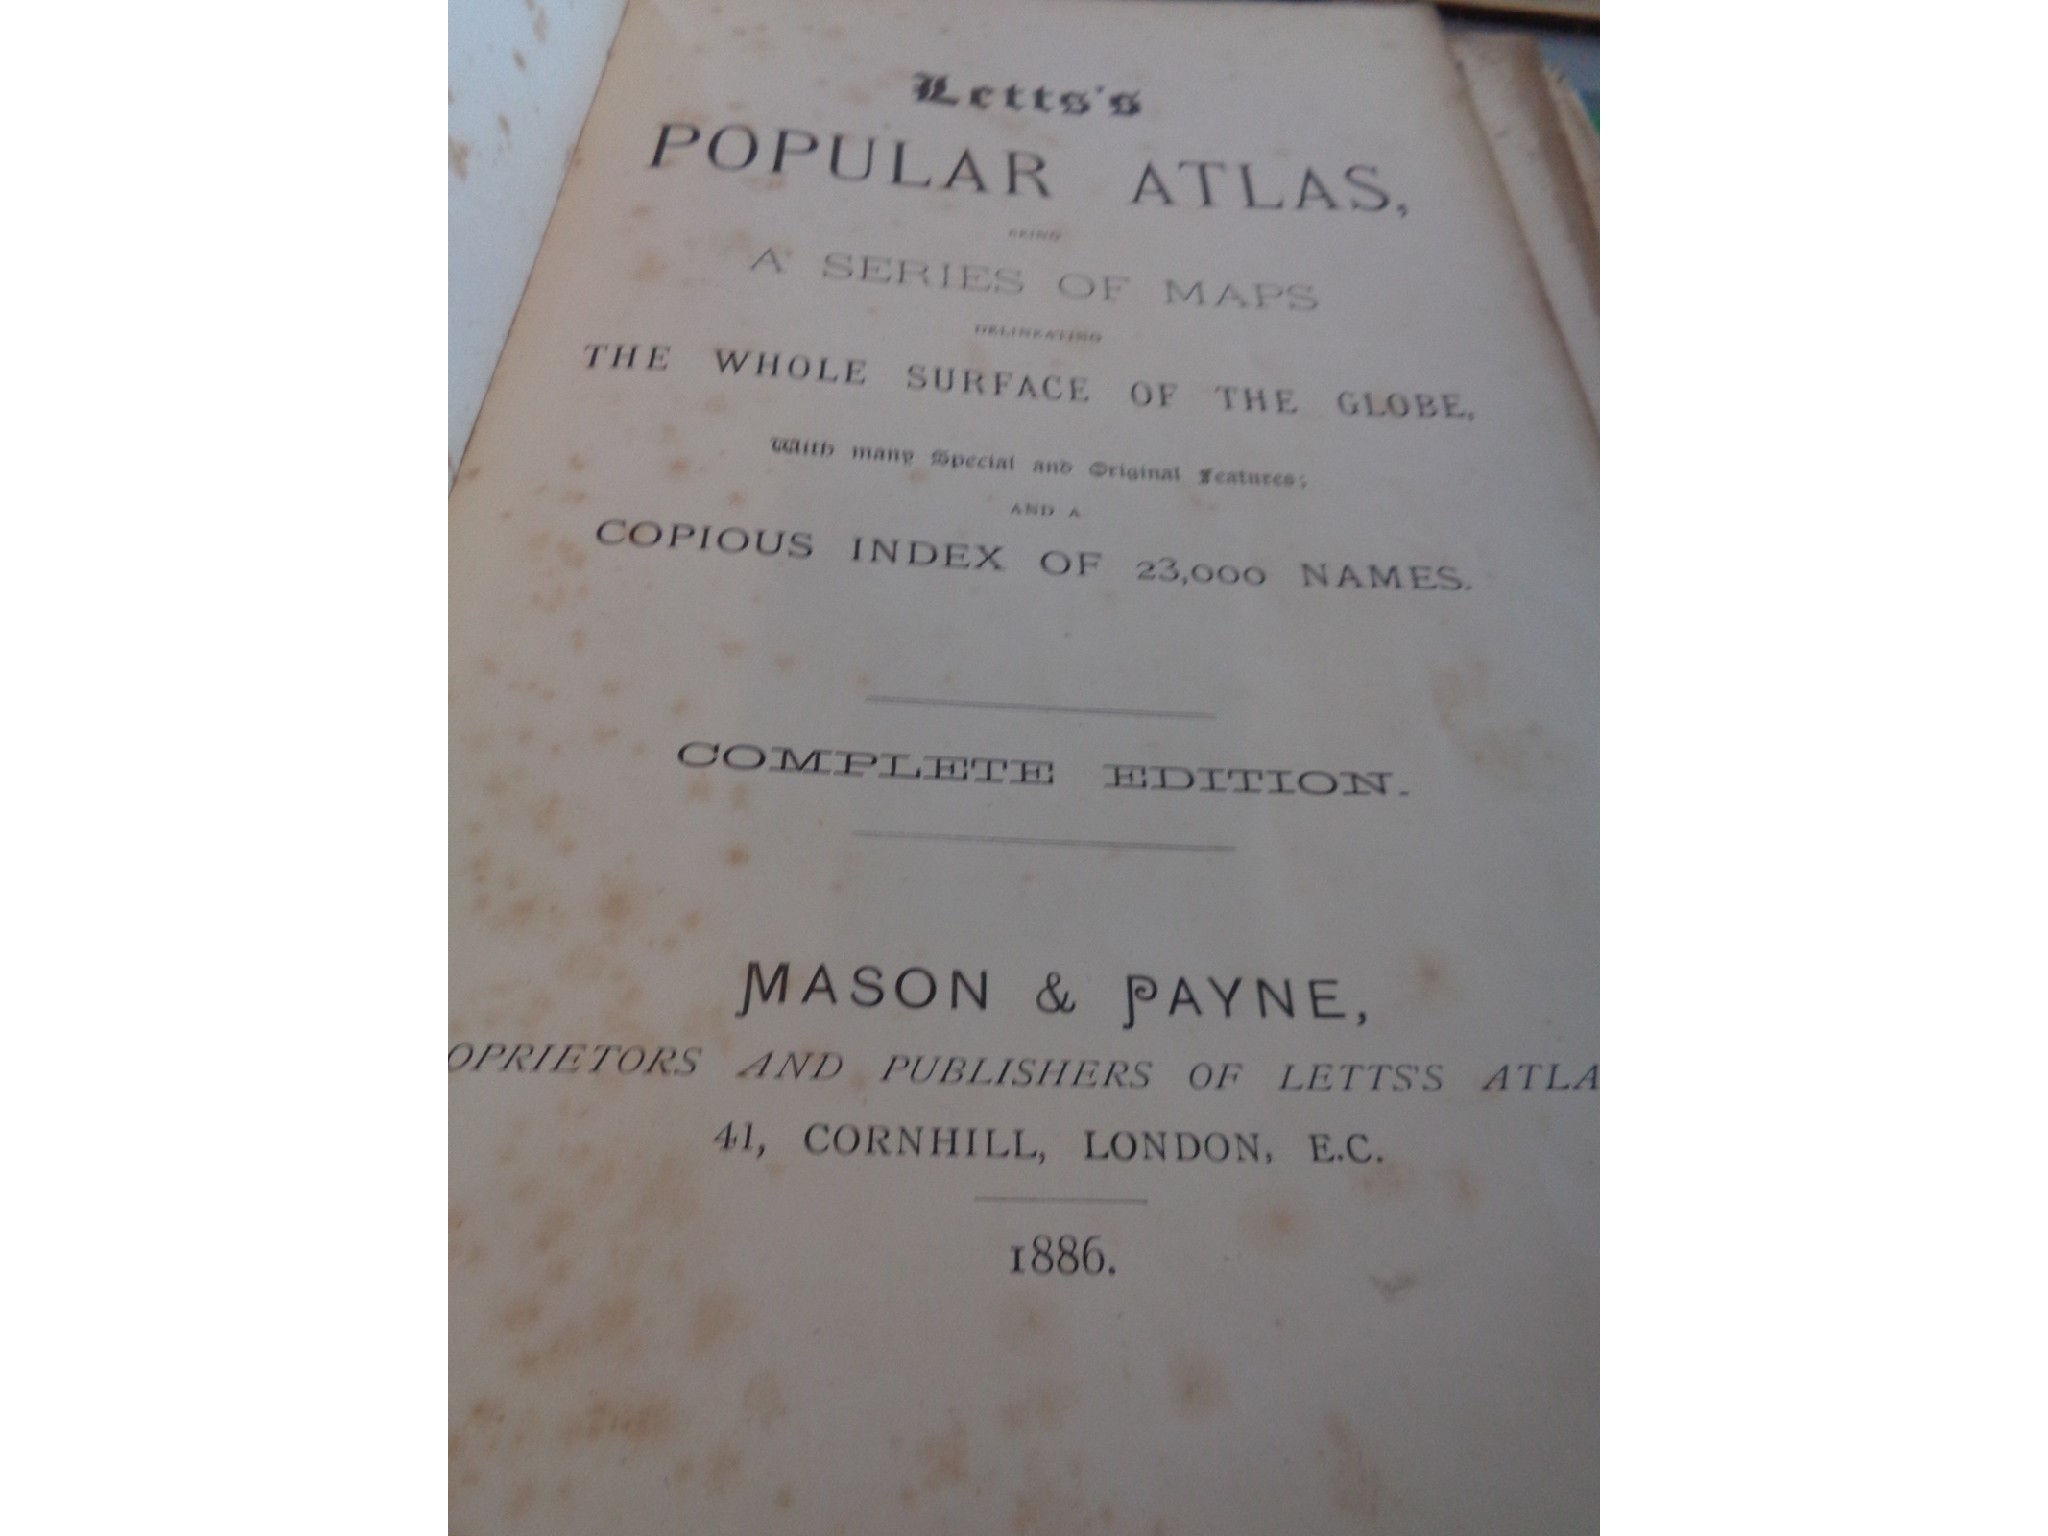 Letts's
POPULAR ATLAS,
BEING
A SERIES OF MAPS
DELINEATING
THE WHOLE SURFACE OF THE GLOBE,
With many Special and Original Features;
AND A
COPIOUS INDEX OF 23,000 NAMES.
COMPLETE EDITION.
MASON & PAYNE,
OPRIETORS AND PUBLISHERS OF LETTS'S ATLA
41, CORNHILL, LONDON, E.C.
1886.